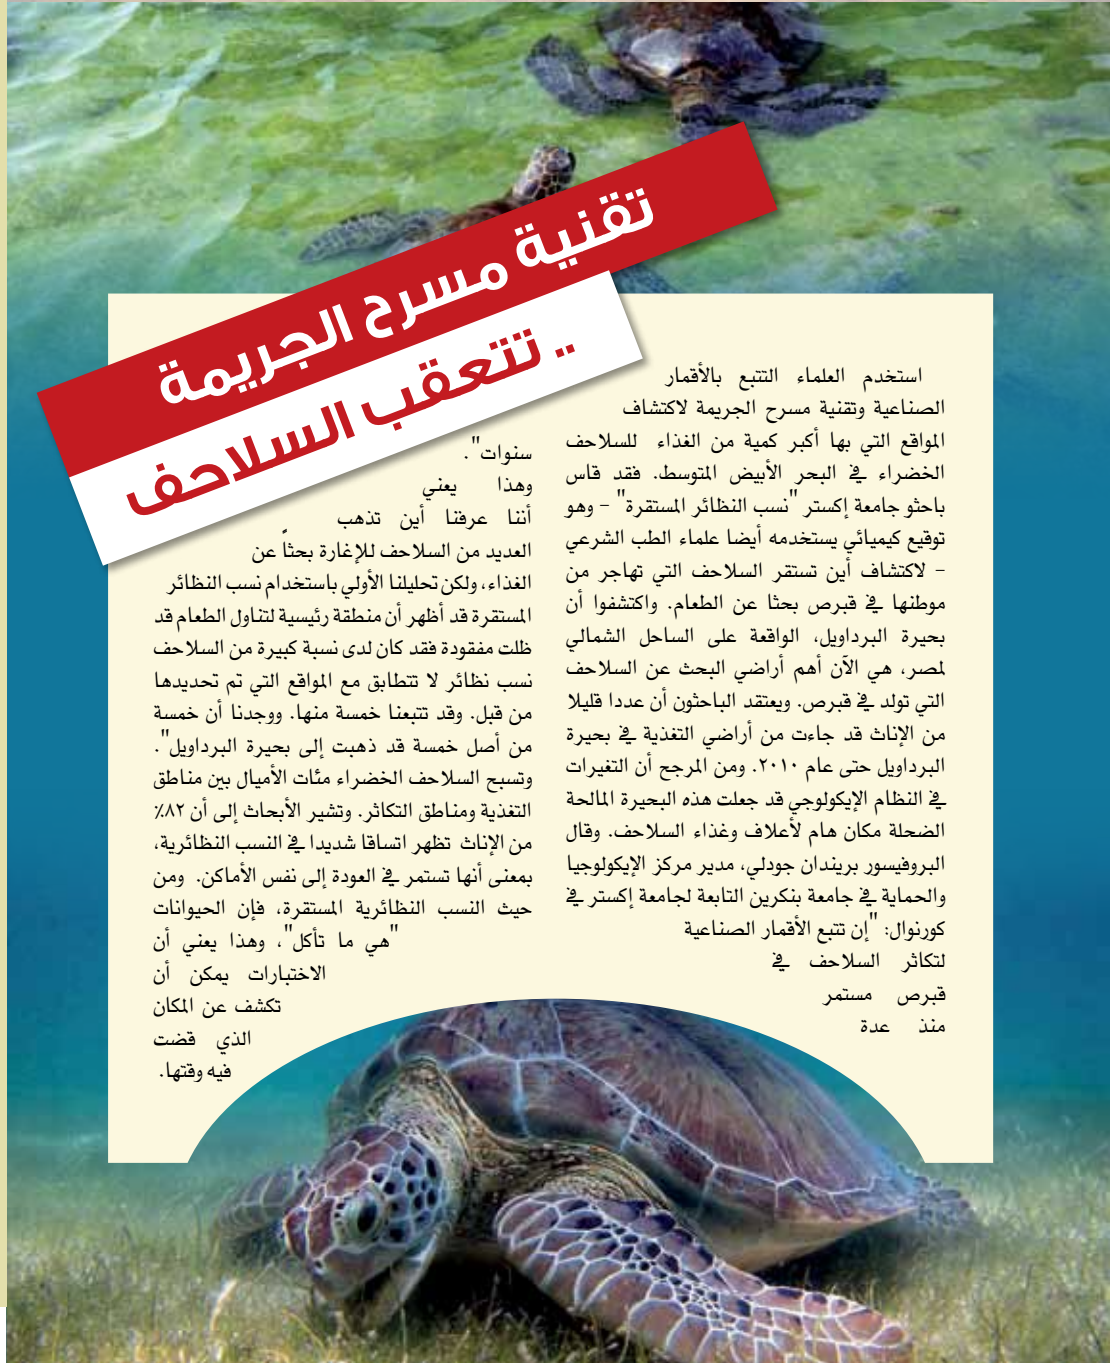 تقنية مسرح الجريمة
.. تتعقب السلاحف
استخدم العلماء التتبع بالأقمار
الصناعية وتقنية مسرح الجريمة لاكتشاف
المواقع التي بها أكبر كمية من الغذاء للسلاحف
الخضراء في البحر الأبيض المتوسط. فقد قاس
باحثو جامعة إكستر "نسب النظائر المستقرة" – وهو
توقيع كيميائي يستخدمه أيضا علماء الطب الشرعي
– لاكتشاف أين تستقر السلاحف التي تهاجر من
موطنها في قبرص بحثا عن الطعام. واكتشفوا أن
بحيرة البرداويل، الواقعة على الساحل الشمالي
لمصر، هي الآن أهم أراضي البحث عن السلاحف
التي تولد في قبرص. ويعتقد الباحثون أن عددا قليلا
من الإناث قد جاءت من أراضي التغذية في بحيرة
البرداويل حتى عام ٢٠١٠. ومن المرجح أن التغيرات
في النظام الإيكولوجي قد جعلت هذه البحيرة المالحة
الضحلة مكان هام لأعلاف وغذاء السلاحف. وقال
البروفيسور بريندان جودلي، مدير مركز الإيكولوجيا
والحماية في جامعة بنكرين التابعة لجامعة إكستر في
كورنوال: "إن تتبع الأقمار الصناعية
لتكاثر السلاحف في
قبرص مستمر
منذ عدة
سنوات".
وهذا يعني
أننا عرفنا أين تذهب
العديد من السلاحف للإغارة بحثاً عن
الغذاء، ولكن تحليلنا الأولي باستخدام نسب النظائر
المستقرة قد أظهر أن منطقة رئيسية لتناول الطعام قد
ظلت مفقودة فقد كان لدى نسبة كبيرة من السلاحف
نسب نظائر لا تتطابق مع المواقع التي تم تحديدها
من قبل. وقد تتبعنا خمسة منها. ووجدنا أن خمسة
من أصل خمسة قد ذهبت إلى بحيرة البرداويل".
وتسبح السلاحف الخضراء مئات الأميال بين مناطق
التغذية ومناطق التكاثر. وتشير الأبحاث إلى أن ٨٢٪
من الإناث تظهر اتساقا شديدا في النسب النظائرية،
بمعنى أنها تستمر في العودة إلى نفس الأماكن. ومن
حيث النسب النظائرية المستقرة، فإن الحيوانات
"هي ما تأكل"، وهذا يعني أن
الاختبارات يمكن أن
تكشف عن المكان
الذي قضت
فيه وقتها.